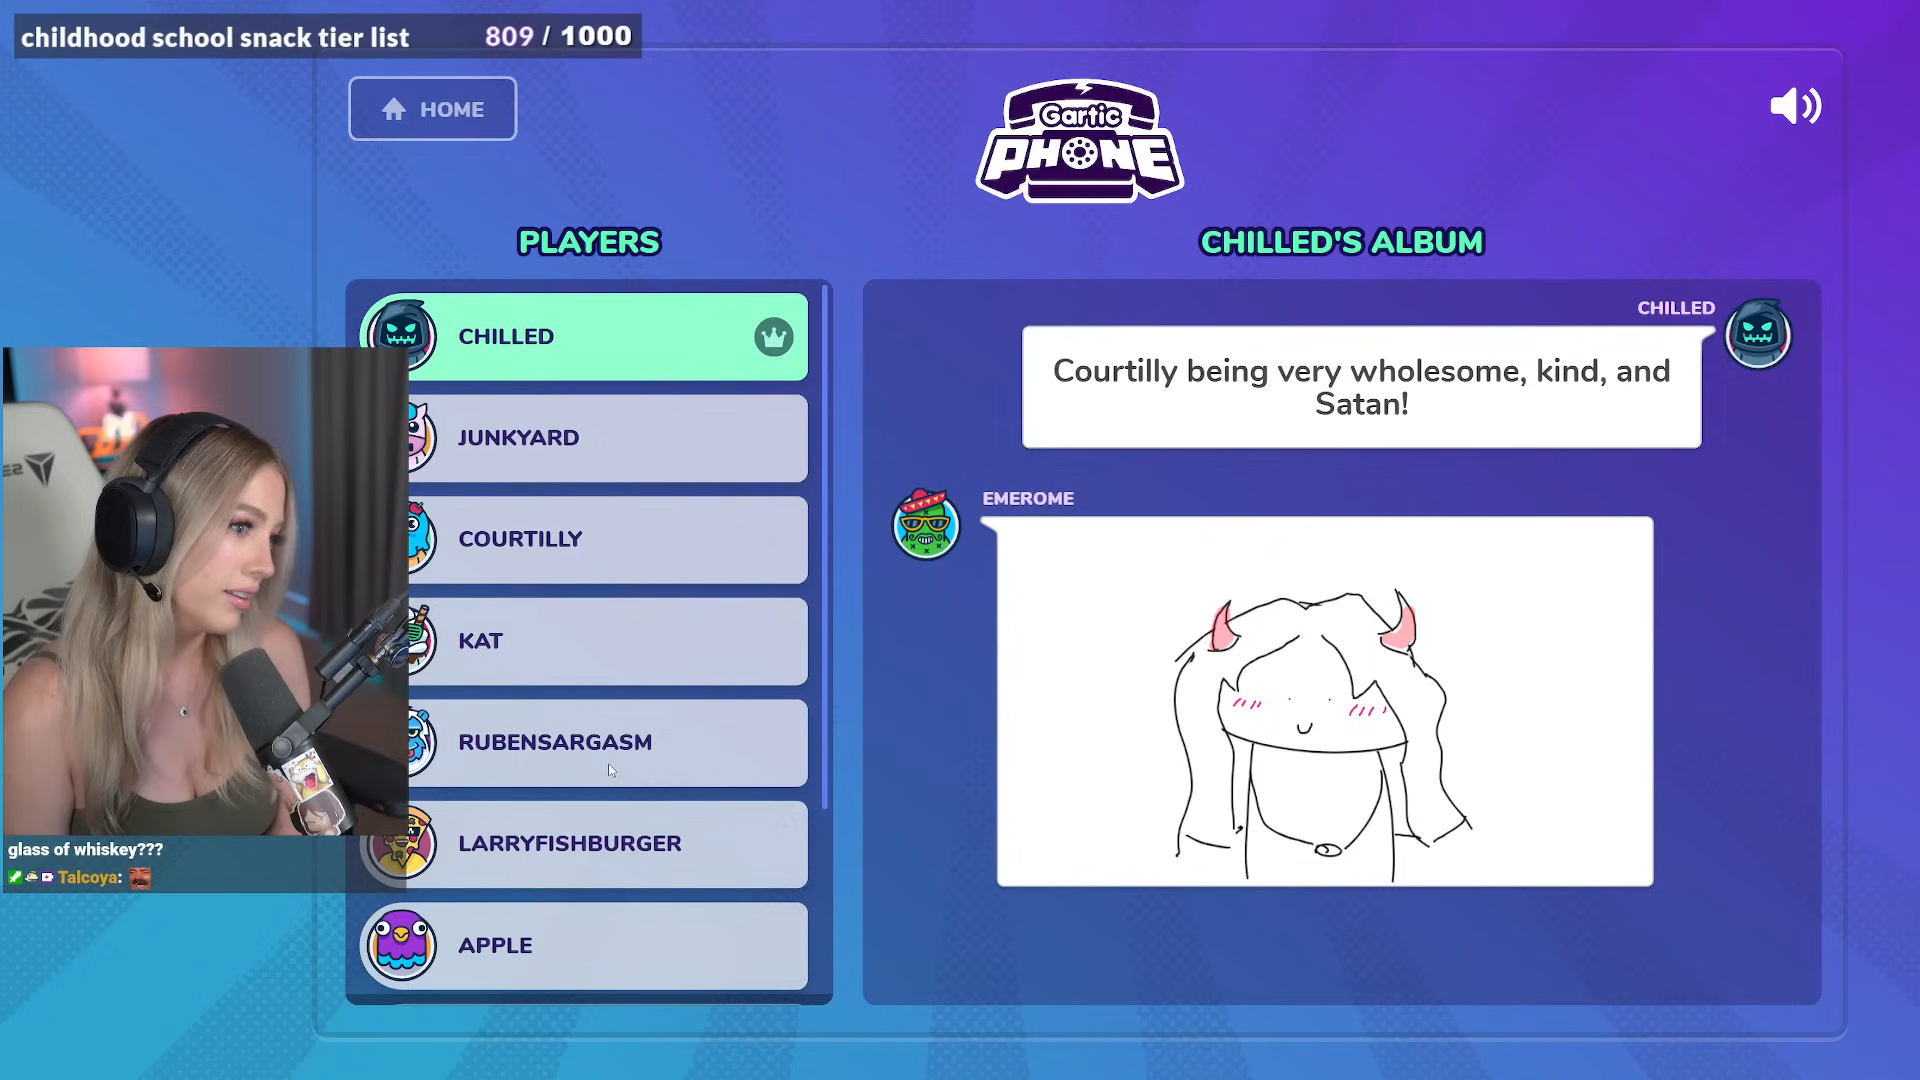 childhood school snack tier list 809 / 1000
HOME
Gartic
PHONE
PLAYERS
CHILLED
JUNKYARD
COURTILLY
KAT
RUBENSARGASM
LARRYFISHBURGER
APPLE
CHILLED'S ALBUM
CHILLED
Courtilly being very wholesome, kind, and
Satan!
EMEROME
glass of whiskey???
Talcoya: